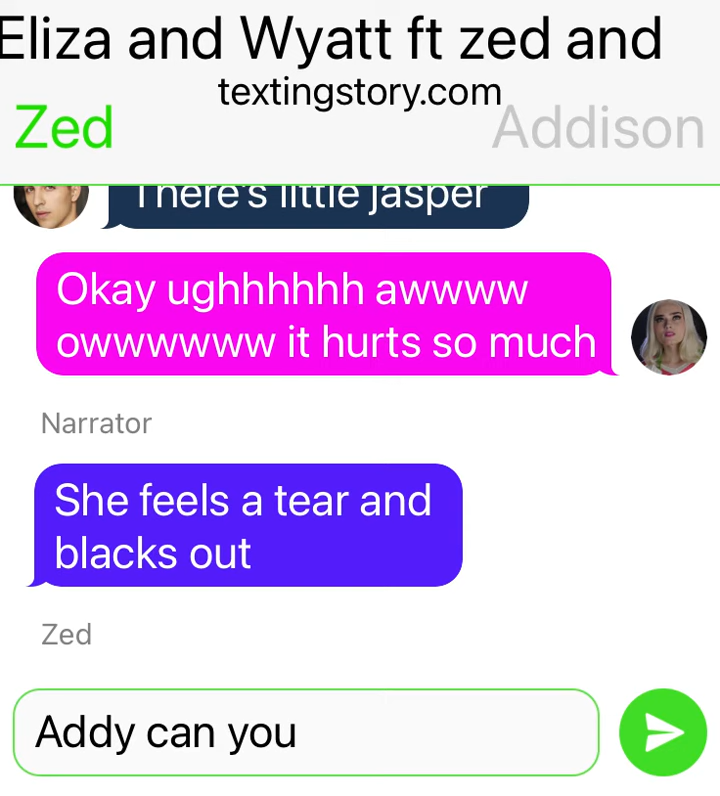 Eliza and Wyatt ft zed and
textingstory.com
Zed
Addison
There's little jasper
Okay ughhhhhh awwww
owwwwwww it hurts so much
Narrator
She feels a tear and
blacks out
Zed
Addy can you